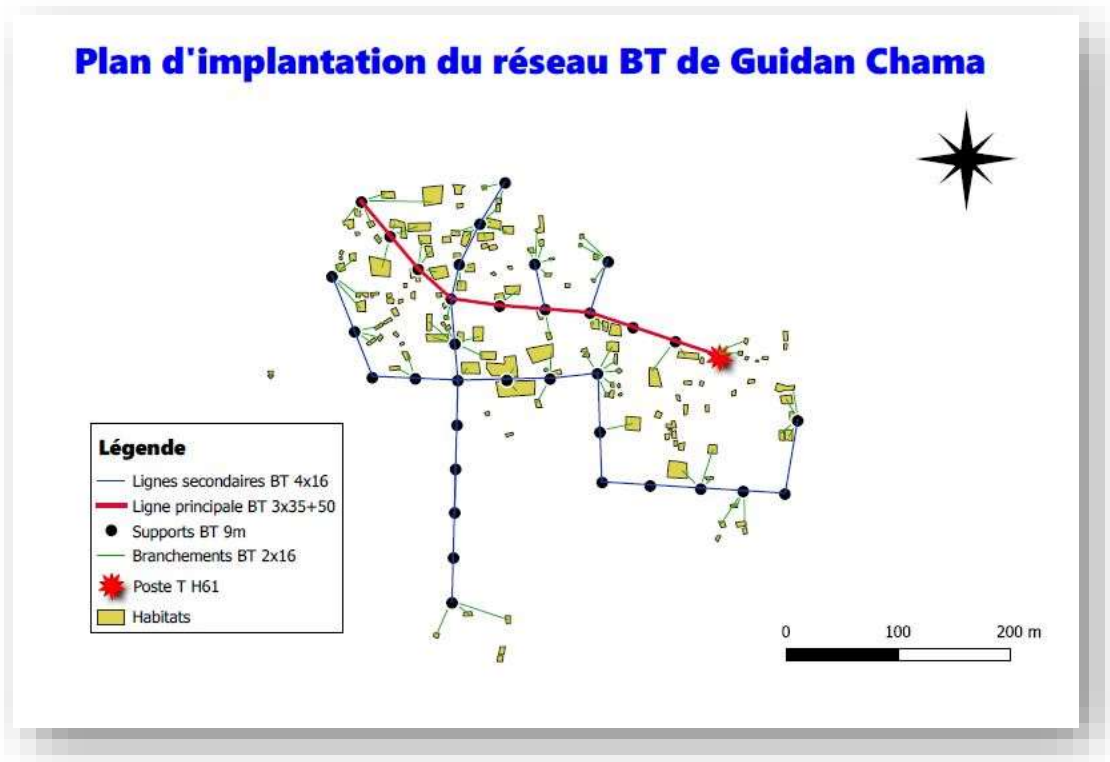 Plan d'implantation du réseau BT de Guidan Chama
Légende
Lignes secondaires BT 4x16
Ligne principale BT 3x35+50
Supports BT 9m
Branchements BT 2x16
Poste T H61
Habitats
0 100 200 m